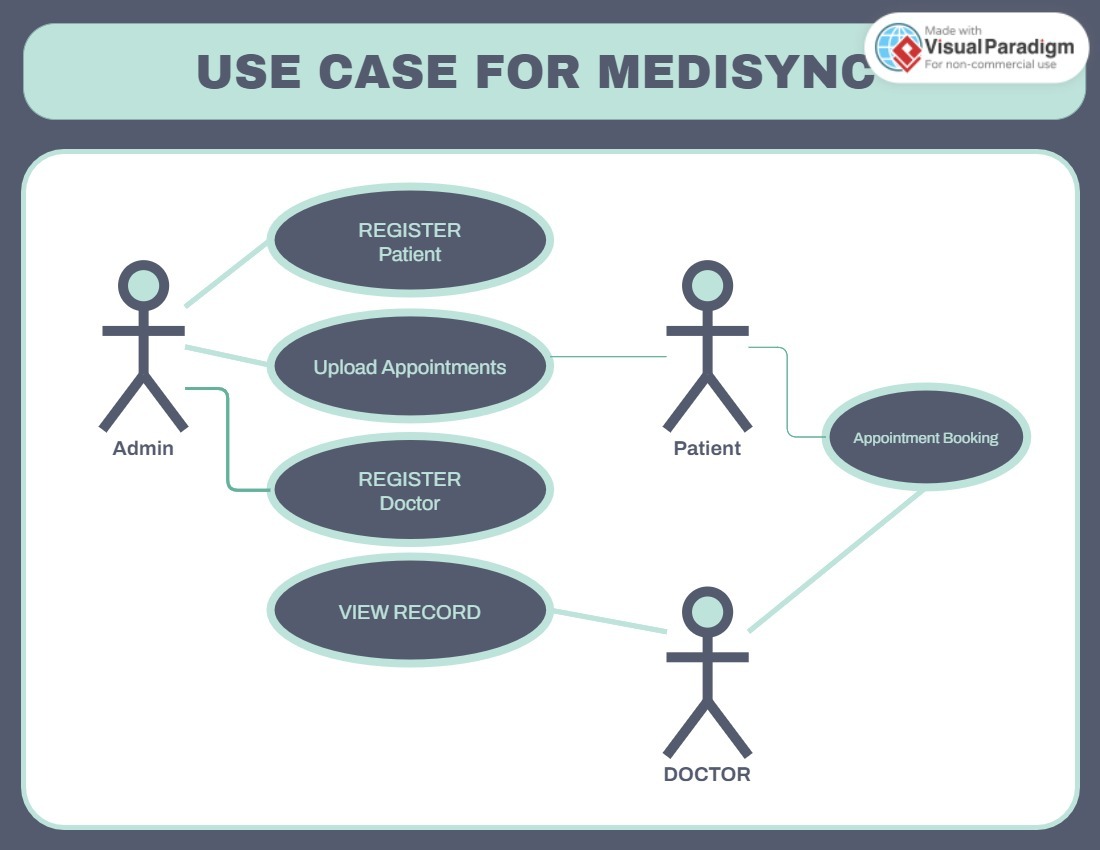 USE CASE FOR MEDISYNC
Made with
Visual Paradigm
For non-commercial use
REGISTER
Patient
Upload Appointments
Admin
Patient
Appointment Booking
REGISTER
Doctor
VIEW RECORD
DOCTOR